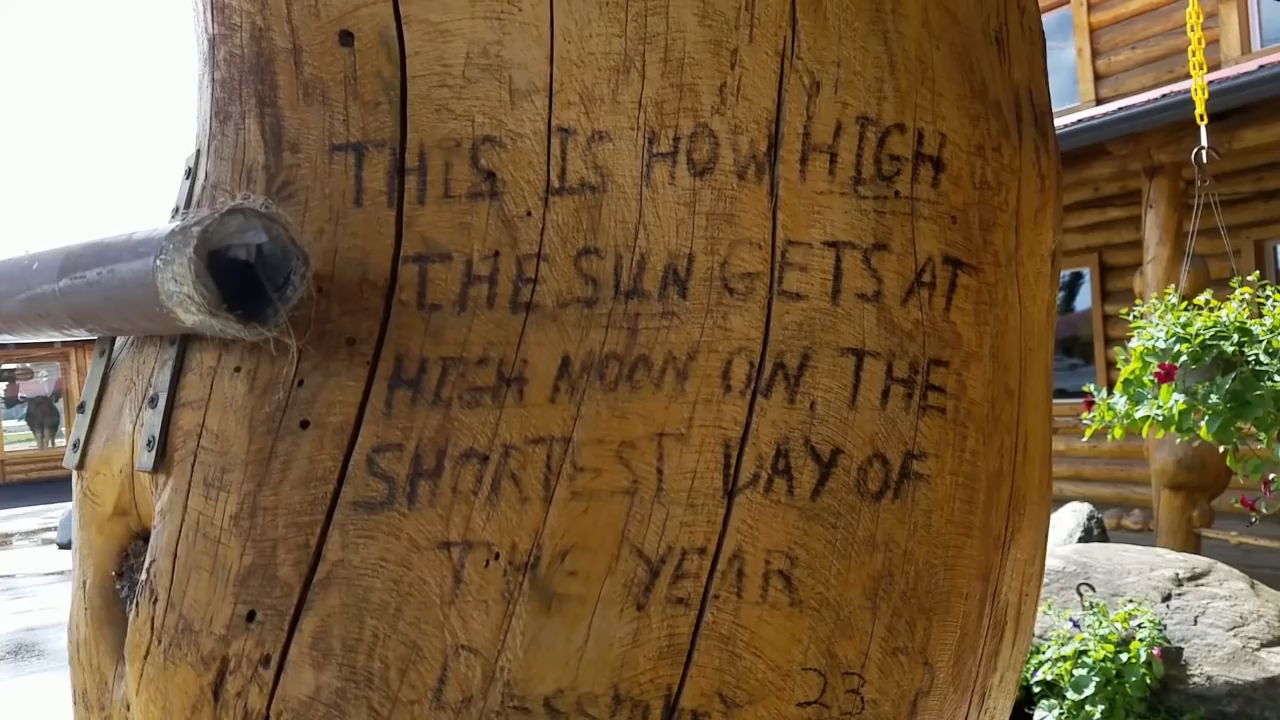 THIS IS HOW HIGH
THE SUN GETS AT
HIGH NOON ON THE
SHORTEST DAY OF
THE YEAR
23